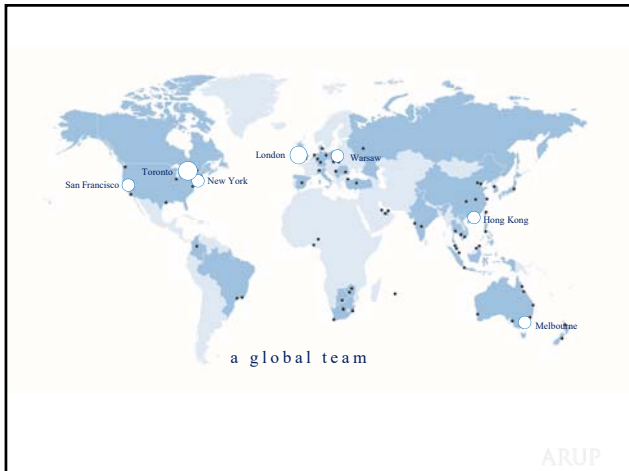 London
Warsaw
Toronto
San Francisco
New York
Hong Kong
Melbourne
a global team
ARUP